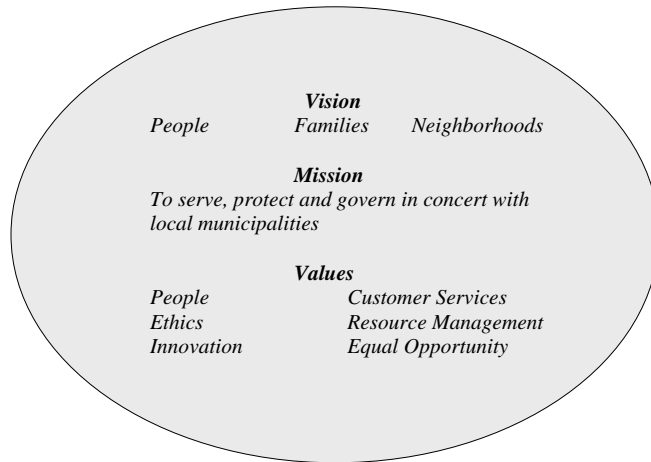 Vision
People Families Neighborhoods
Mission
To serve, protect and govern in concert with
local municipalities
Values
People Customer Services
Ethics Resource Management
Innovation Equal Opportunity